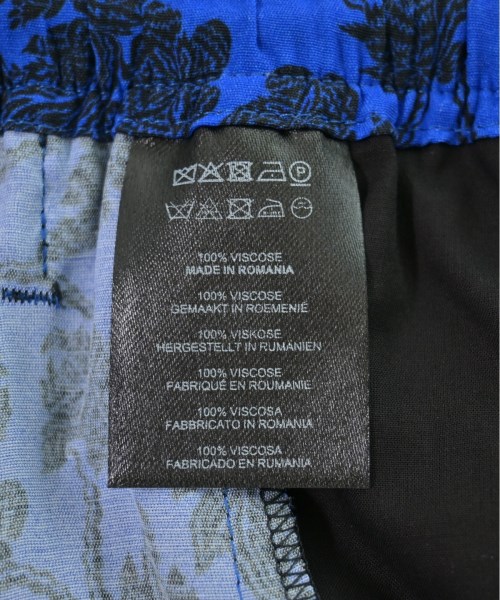 P
100% VISCOSE
MADE IN ROMANIA
100% VISCOSE
GEMAAKT IN ROEMENIË
100% VISKOSE
HERGESTELLT IN RUMÄNIEN
100% VISCOSE
FABRIQUÉ EN ROUMANIE
100% VISCOSA
FABBRICATO IN ROMANIA
100% VISCOSA
FABRICADO EN RUMANIA